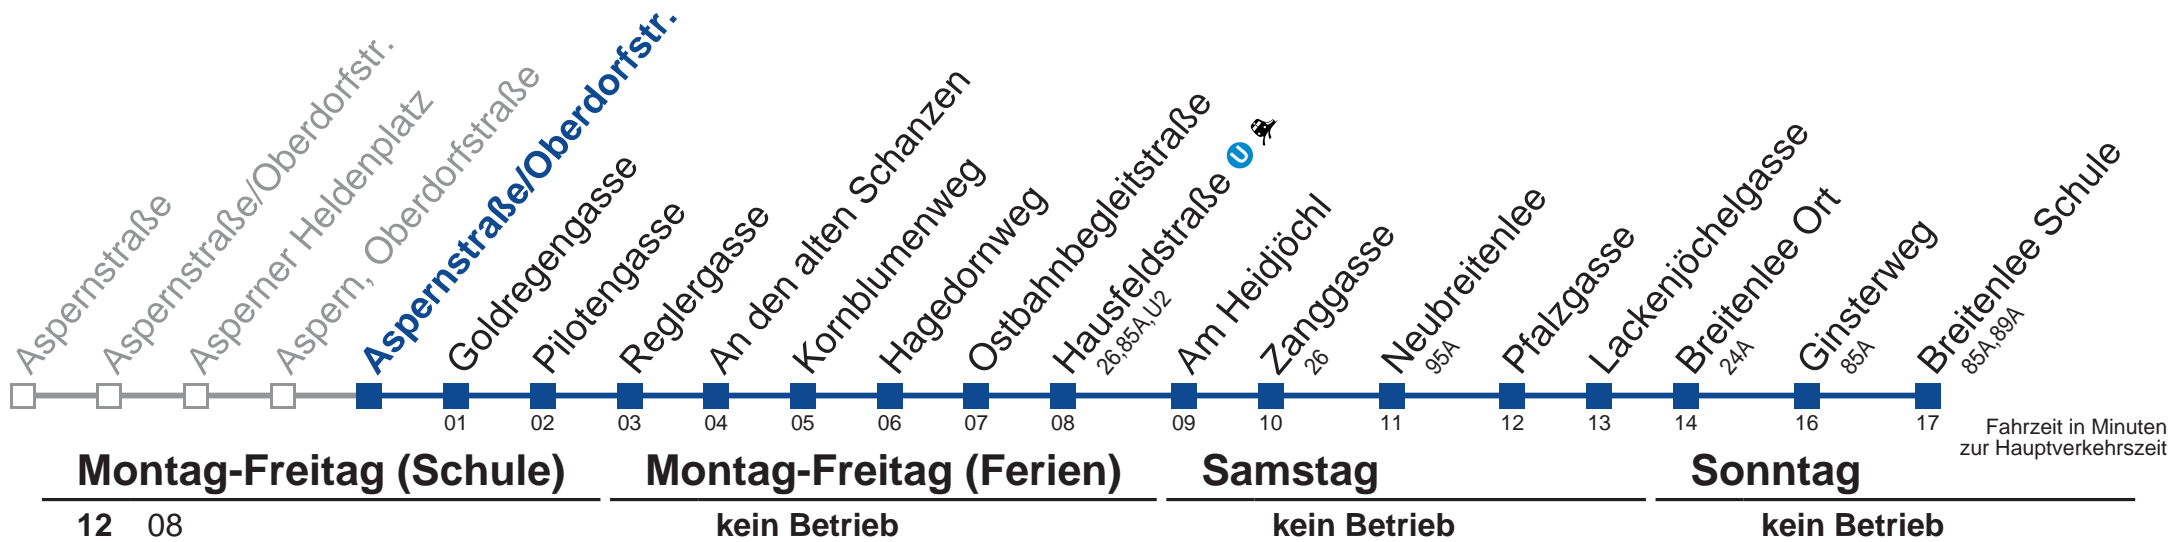 Aspernstraße
Aspernstraße/Oberdorfstr.
Asperner Heldenplatz
Aspern, Oberdorfstraße
Aspernstraße/Oberdorfstr.
Goldregengasse
Pilotengasse
Reglergasse
An den alten Schanzen
Kornblumenweg
Hagedornweg
Ostbahnbegleitstraße
Hausfeldstraße U
26,85A,U2
Am Heidjöchl
Zanggasse
26
Neubreitenlee
95A
Pfalzgasse
Lackenjöchelgasse
Breitenlee Ort
24A
Ginsterweg
85A
Breitenlee Schule
85A,89A
01 02 03 04 05 06 07 08 09 10 11 12 13 14 16 17
Fahrzeit in Minuten
zur Hauptverkehrszeit
Montag-Freitag (Schule) Montag-Freitag (Ferien) Samstag Sonntag
12 08 kein Betrieb kein Betrieb kein Betrieb